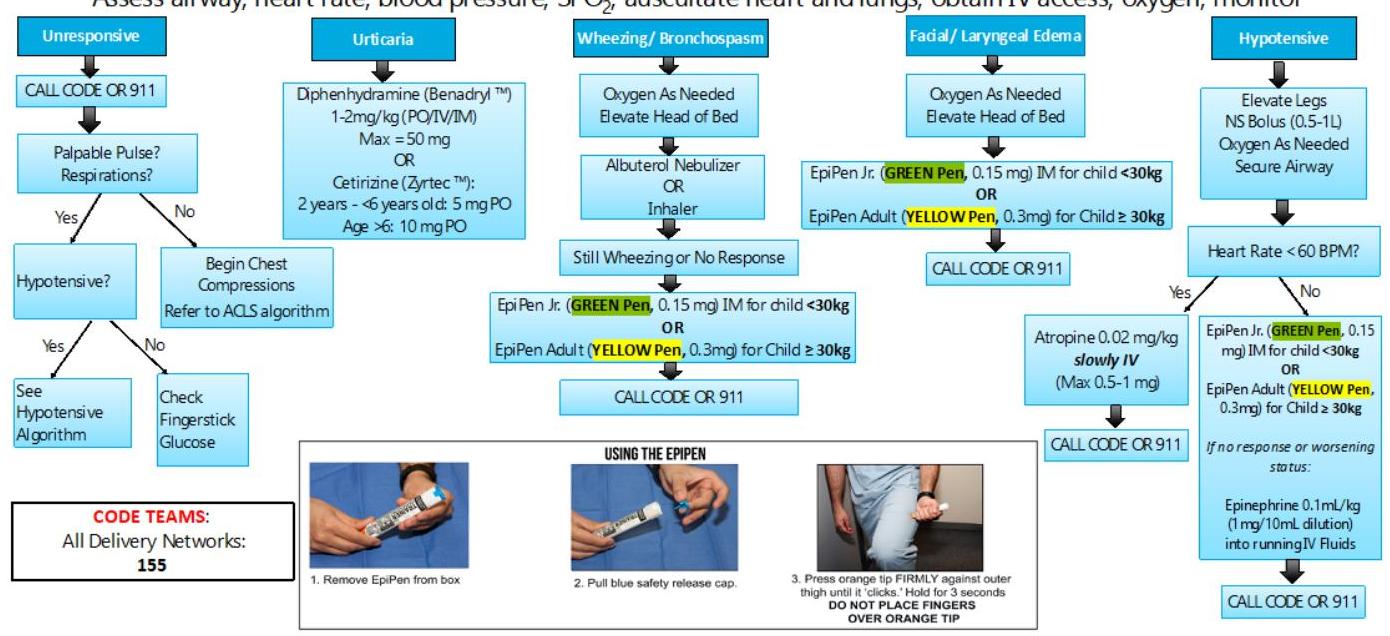 Assess airway, heart rate, blood pressure, SPO2, auscultate heart and lungs, obtain IV access, oxygen, monitor
Unresponsive
CALL CODE OR 911
Palpable Pulse?
Respirations?
Yes
No
Hypotensive?
Begin Chest
Compressions
Refer to ACLS algorithm
Yes
No
See
Hypotensive
Algorithm
Check
Fingerstick
Glucose
Urticaria
Diphenhydramine (Benadryl ™)
1-2mg/kg (PO/IV/IM)
Max = 50 mg
OR
Cetirizine (Zyrtec ™):
2 years - <6 years old: 5 mg PO
Age >6: 10 mg PO
Wheezing/ Bronchospasm
Oxygen As Needed
Elevate Head of Bed
Albuterol Nebulizer
OR
Inhaler
Still Wheezing or No Response
EpiPen Jr. (GREEN Pen, 0.15 mg) IM for child <30kg
OR
EpiPen Adult (YELLOW Pen, 0.3mg) for Child ≥ 30kg
CALL CODE OR 911
Facial/ Laryngeal Edema
Oxygen As Needed
Elevate Head of Bed
EpiPen Jr. (GREEN Pen, 0.15 mg) IM for child <30kg
OR
EpiPen Adult (YELLOW Pen, 0.3mg) for Child ≥ 30kg
CALL CODE OR 911
Hypotensive
Elevate Legs
NS Bolus (0.5-1L)
Oxygen As Needed
Secure Airway
Heart Rate <60 BPM?
Yes
No
Atropine 0.02 mg/kg
slowly IV
(Max 0.5-1 mg)
CALL CODE OR 911
EpiPen Jr. (GREEN Pen, 0.15
mg) IM for child <30kg
OR
EpiPen Adult (YELLOW Pen,
0.3mg) for Child ≥ 30kg
If no response or worsening
status:
Epinephrine 0.1mL/kg
(1mg/10mL dilution)
into running IV Fluids
CALL CODE OR 911
CODE TEAMS:
All Delivery Networks:
155
USING THE EPIPEN
1. Remove EpiPen from box
2. Pull blue safety release cap.
3. Press orange tip FIRMLY against outer
thigh until it 'clicks.' Hold for 3 seconds
DO NOT PLACE FINGERS
OVER ORANGE TIP